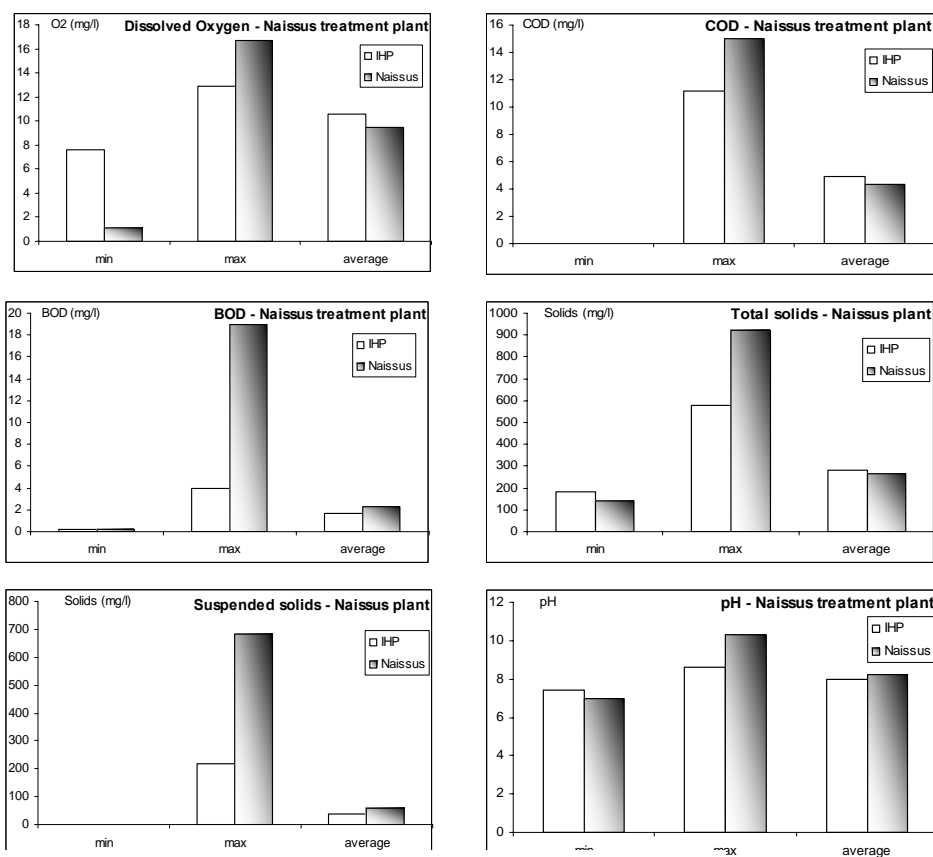 O2 (mg/l) Dissolved Oxygen - Naissus treatment plant
18
16
14
12
10
8
6
4
2
0
min max average
IHP
Naissus
COD (mg/l) COD - Naissus treatment plant
16
14
12
10
8
6
4
2
0
min max average
IHP
Naissus
BOD (mg/l) BOD - Naissus treatment plant
20
18
16
14
12
10
8
6
4
2
0
min max average
IHP
Naissus
Solids (mg/l) Total solids - Naissus plant
1000
900
800
700
600
500
400
300
200
100
0
min max average
IHP
Naissus
Solids (mg/l) Suspended solids - Naissus plant
800
700
600
500
400
300
200
100
0
min max average
IHP
Naissus
pH pH - Naissus treatment plant
12
10
8
6
4
2
0
min max average
IHP
Naissus